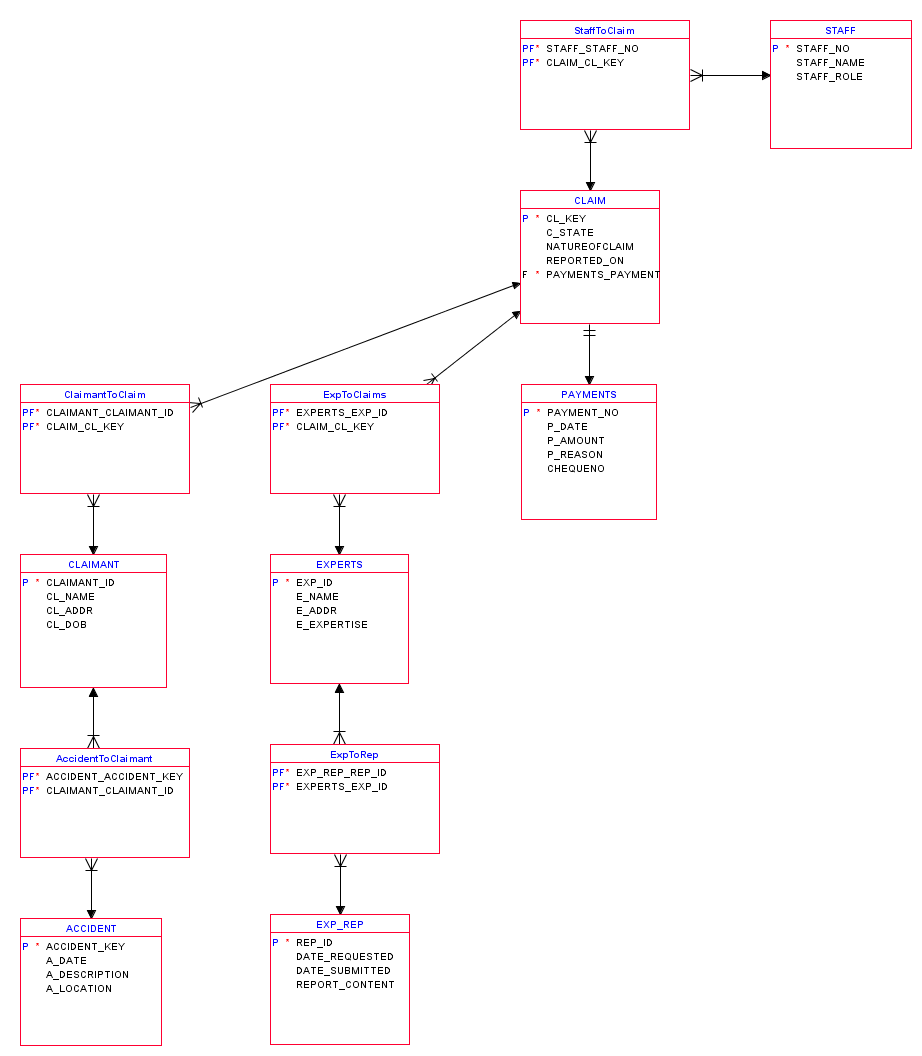 StaffToClaim
PF* STAFF_STAFF_NO
PF* CLAIM_CL_KEY
STAFF
P * STAFF_NO
STAFF_NAME
STAFF_ROLE
CLAIM
P * CL_KEY
C_STATE
NATUREOFCLAIM
REPORTED_ON
F * PAYMENTS_PAYMENT
ClaimantToClaim
PF* CLAIMANT_CLAIMANT_ID
PF* CLAIM_CL_KEY
ExpToClaims
PF* EXPERTS_EXP_ID
PF* CLAIM_CL_KEY
PAYMENTS
P * PAYMENT_NO
P_DATE
P_AMOUNT
P_REASON
CHEQUENO
CLAIMANT
P * CLAIMANT_ID
CL_NAME
CL_ADDR
CL_DOB
EXPERTS
P * EXP_ID
E_NAME
E_ADDR
E_EXPERTISE
AccidentToClaimant
PF* ACCIDENT_ACCIDENT_KEY
PF* CLAIMANT_CLAIMANT_ID
ExpToRep
PF* EXP_REP_REP_ID
PF* EXPERTS_EXP_ID
ACCIDENT
P * ACCIDENT_KEY
A_DATE
A_DESCRIPTION
A_LOCATION
EXP_REP
P * REP_ID
DATE_REQUESTED
DATE_SUBMITTED
REPORT_CONTENT